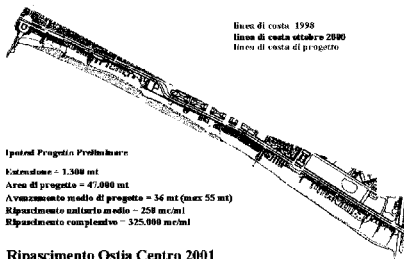 linea di costa 1998
linea di costa ottobre 2000
linea di costa di progetto
Ipotesi Progetto Preliminare
Estensione = 1.300 mt
Area di progetto = 47.000 mt
Avanzamento medio di progetto = 36 mt (max 55 mt)
Ripascimento unitario medio = 250 mc/ml
Ripascimento complessivo = 325.000 mc/ml
Ripascimento Ostia Centro 2001